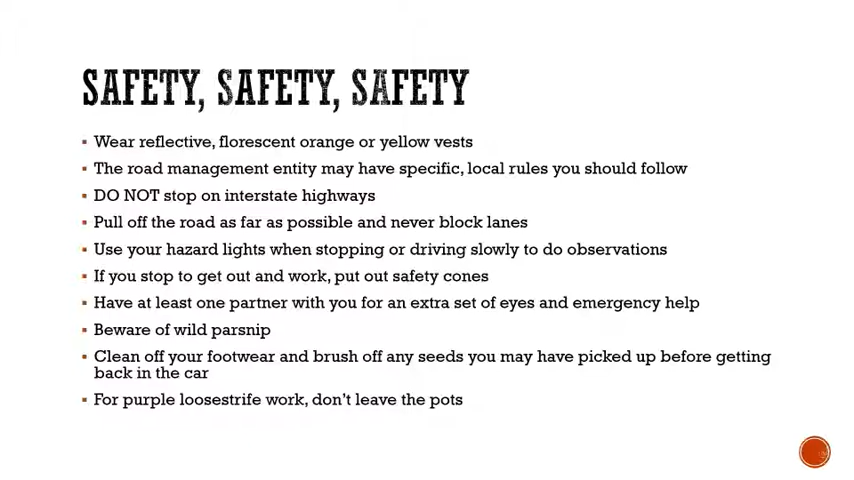 SAFETY, SAFETY, SAFETY
▪ Wear reflective, florescent orange or yellow vests
▪ The road management entity may have specific, local rules you should follow
▪ DO NOT stop on interstate highways
▪ Pull off the road as far as possible and never block lanes
▪ Use your hazard lights when stopping or driving slowly to do observations
▪ If you stop to get out and work, put out safety cones
▪ Have at least one partner with you for an extra set of eyes and emergency help
▪ Beware of wild parsnip
▪ Clean off your footwear and brush off any seeds you may have picked up before getting
back in the car
▪ For purple loosestrife work, don't leave the pots